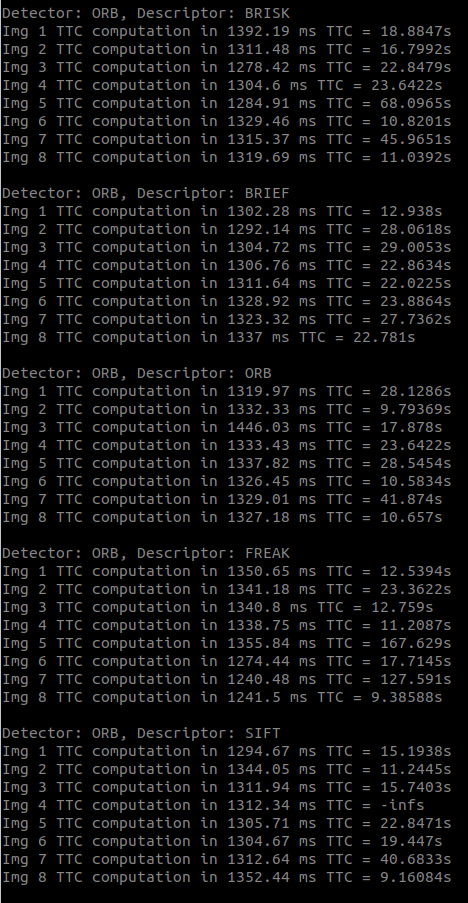 Detector: ORB, Descriptor: BRISK
Img 1 TTC computation in 1392.19 ms TTC = 18.8847s
Img 2 TTC computation in 1311.48 ms TTC = 16.7992s
Img 3 TTC computation in 1278.42 ms TTC = 22.8479s
Img 4 TTC computation in 1304.6 ms TTC = 23.6422s
Img 5 TTC computation in 1284.91 ms TTC = 68.0965s
Img 6 TTC computation in 1329.46 ms TTC = 10.8201s
Img 7 TTC computation in 1315.37 ms TTC = 45.9651s
Img 8 TTC computation in 1319.69 ms TTC = 11.0392s
Detector: ORB, Descriptor: BRIEF
Img 1 TTC computation in 1302.28 ms TTC = 12.938s
Img 2 TTC computation in 1292.14 ms TTC = 28.0618s
Img 3 TTC computation in 1304.72 ms TTC = 29.0053s
Img 4 TTC computation in 1306.76 ms TTC = 22.8634s
Img 5 TTC computation in 1311.64 ms TTC = 22.0225s
Img 6 TTC computation in 1328.92 ms TTC = 23.8864s
Img 7 TTC computation in 1323.32 ms TTC = 27.7362s
Img 8 TTC computation in 1337 ms TTC = 22.781s
Detector: ORB, Descriptor: ORB
Img 1 TTC computation in 1319.97 ms TTC = 28.1286s
Img 2 TTC computation in 1332.33 ms TTC = 9.79369s
Img 3 TTC computation in 1446.03 ms TTC = 17.878s
Img 4 TTC computation in 1333.43 ms TTC = 23.6422s
Img 5 TTC computation in 1337.82 ms TTC = 28.5454s
Img 6 TTC computation in 1326.45 ms TTC = 10.5834s
Img 7 TTC computation in 1329.01 ms TTC = 41.874s
Img 8 TTC computation in 1327.18 ms TTC = 10.657s
Detector: ORB, Descriptor: FREAK
Img 1 TTC computation in 1350.65 ms TTC = 12.5394s
Img 2 TTC computation in 1341.18 ms TTC = 23.3622s
Img 3 TTC computation in 1340.8 ms TTC = 12.759s
Img 4 TTC computation in 1338.75 ms TTC = 11.2087s
Img 5 TTC computation in 1355.84 ms TTC = 167.629s
Img 6 TTC computation in 1274.44 ms TTC = 17.7145s
Img 7 TTC computation in 1240.48 ms TTC = 127.591s
Img 8 TTC computation in 1241.5 ms TTC = 9.38588s
Detector: ORB, Descriptor: SIFT
Img 1 TTC computation in 1294.67 ms TTC = 15.1938s
Img 2 TTC computation in 1344.05 ms TTC = 11.2445s
Img 3 TTC computation in 1311.94 ms TTC = 15.7403s
Img 4 TTC computation in 1312.34 ms TTC = -infs
Img 5 TTC computation in 1305.71 ms TTC = 22.8471s
Img 6 TTC computation in 1304.67 ms TTC = 19.447s
Img 7 TTC computation in 1312.64 ms TTC = 40.6833s
Img 8 TTC computation in 1352.44 ms TTC = 9.16084s